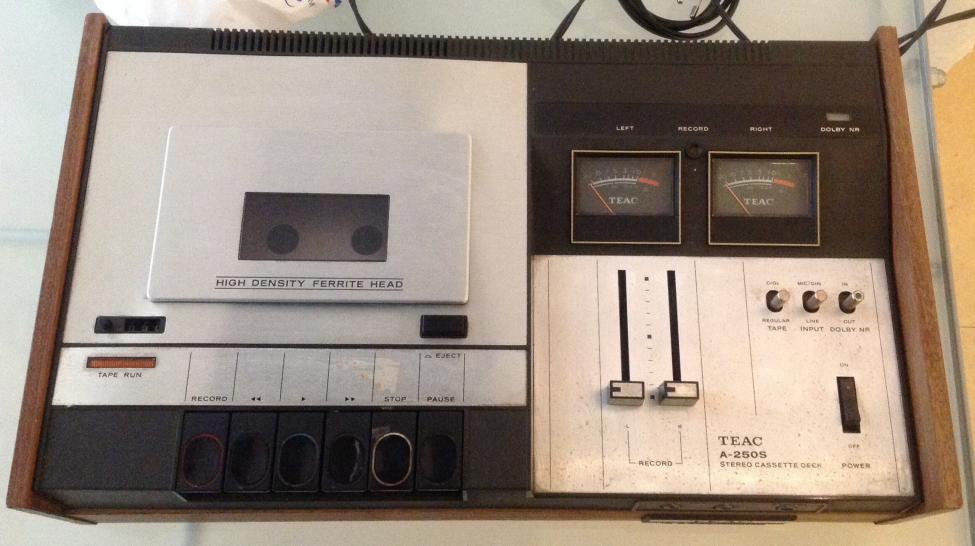 LEFT RECORD RIGHT DOLBY NR
TEAC
TEAC
HIGH DENSITY FERRITE HEAD
MIC/DIN IN
REGULAR LINE OUT
TAPE INPUT DOLBY NR
EJECT
TAPE RUN
RECORD ◀◀ ▶ ▶▶ STOP PAUSE
ON
OFF
POWER
L R
RECORD
TEAC
A-250S
STEREO CASSETTE DECK